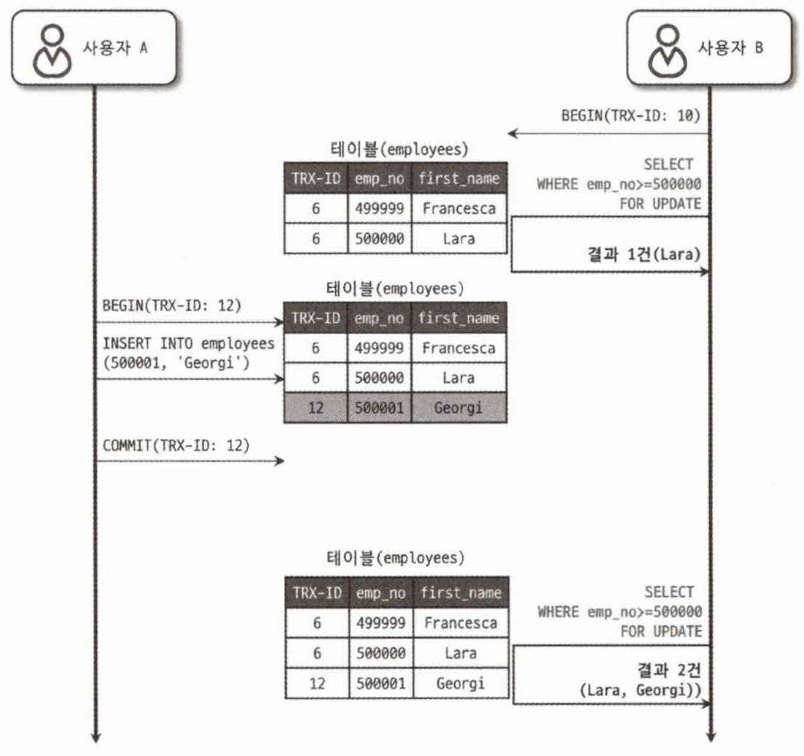 사용자 A
사용자 B
BEGIN(TRX-ID: 10)
테이블(employees)
TRX-ID emp_no first_name
6 499999 Francesca
6 500000 Lara
SELECT
WHERE emp_no>=500000
FOR UPDATE
결과 1건(Lara)
BEGIN(TRX-ID: 12)
INSERT INTO employees
(500001, 'Georgi')
테이블(employees)
TRX-ID emp_no first_name
6 499999 Francesca
6 500000 Lara
12 500001 Georgi
COMMIT(TRX-ID: 12)
테이블(employees)
TRX-ID emp_no first_name
6 499999 Francesca
6 500000 Lara
12 500001 Georgi
SELECT
WHERE emp_no>=500000
FOR UPDATE
결과 2건
(Lara, Georgi))